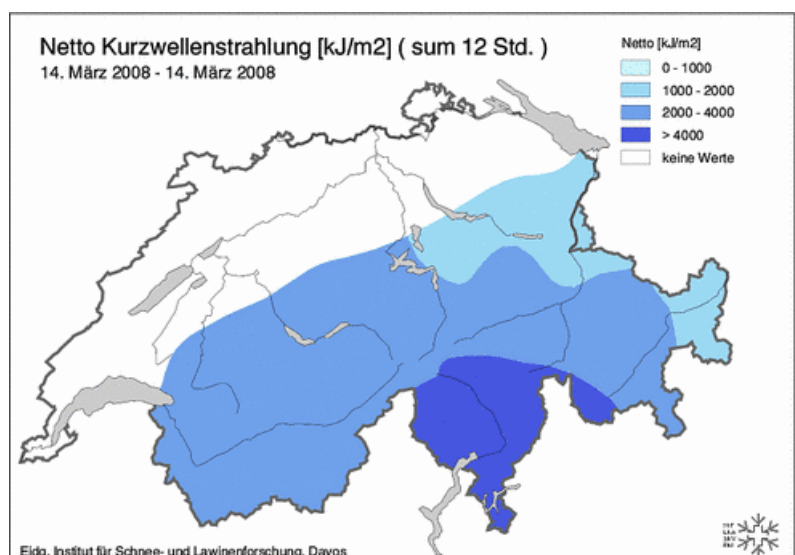 Netto Kurzwellenstrahlung [kJ/m2] ( sum 12 Std. )
14. März 2008 - 14. März 2008
Netto [kJ/m2]
0 - 1000
1000 - 2000
2000 - 4000
> 4000
keine Werte
Eidg. Institut für Schnee- und Lawinenforschung, Davos